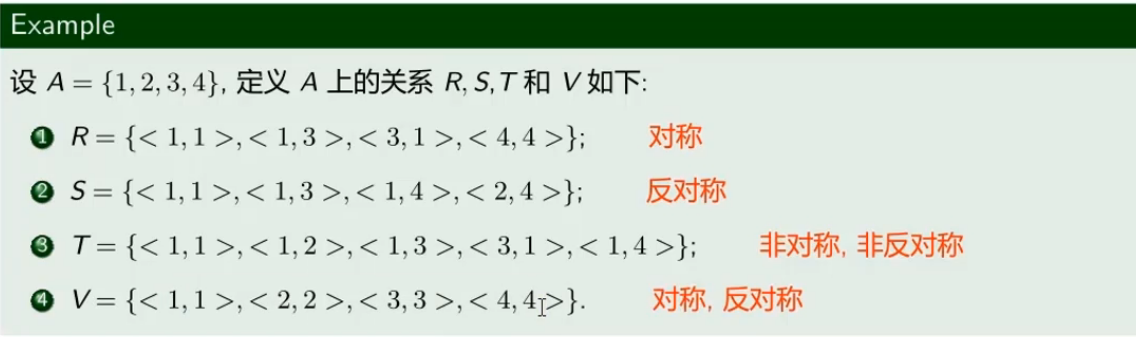 Example
设 A = {1, 2, 3, 4}, 定义 A 上的关系 R, S, T 和 V 如下:
1 R = {< 1, 1 >, < 1, 3 >, < 3, 1 >, < 4, 4 >}; 对称
2 S = {< 1, 1 >, < 1, 3 >, < 1, 4 >, < 2, 4 >}; 反对称
3 T = {< 1, 1 >, < 1, 2 >, < 1, 3 >, < 3, 1 >, < 1, 4 >}; 非对称, 非反对称
4 V = {< 1, 1 >, < 2, 2 >, < 3, 3 >, < 4, 4 >}. 对称, 反对称